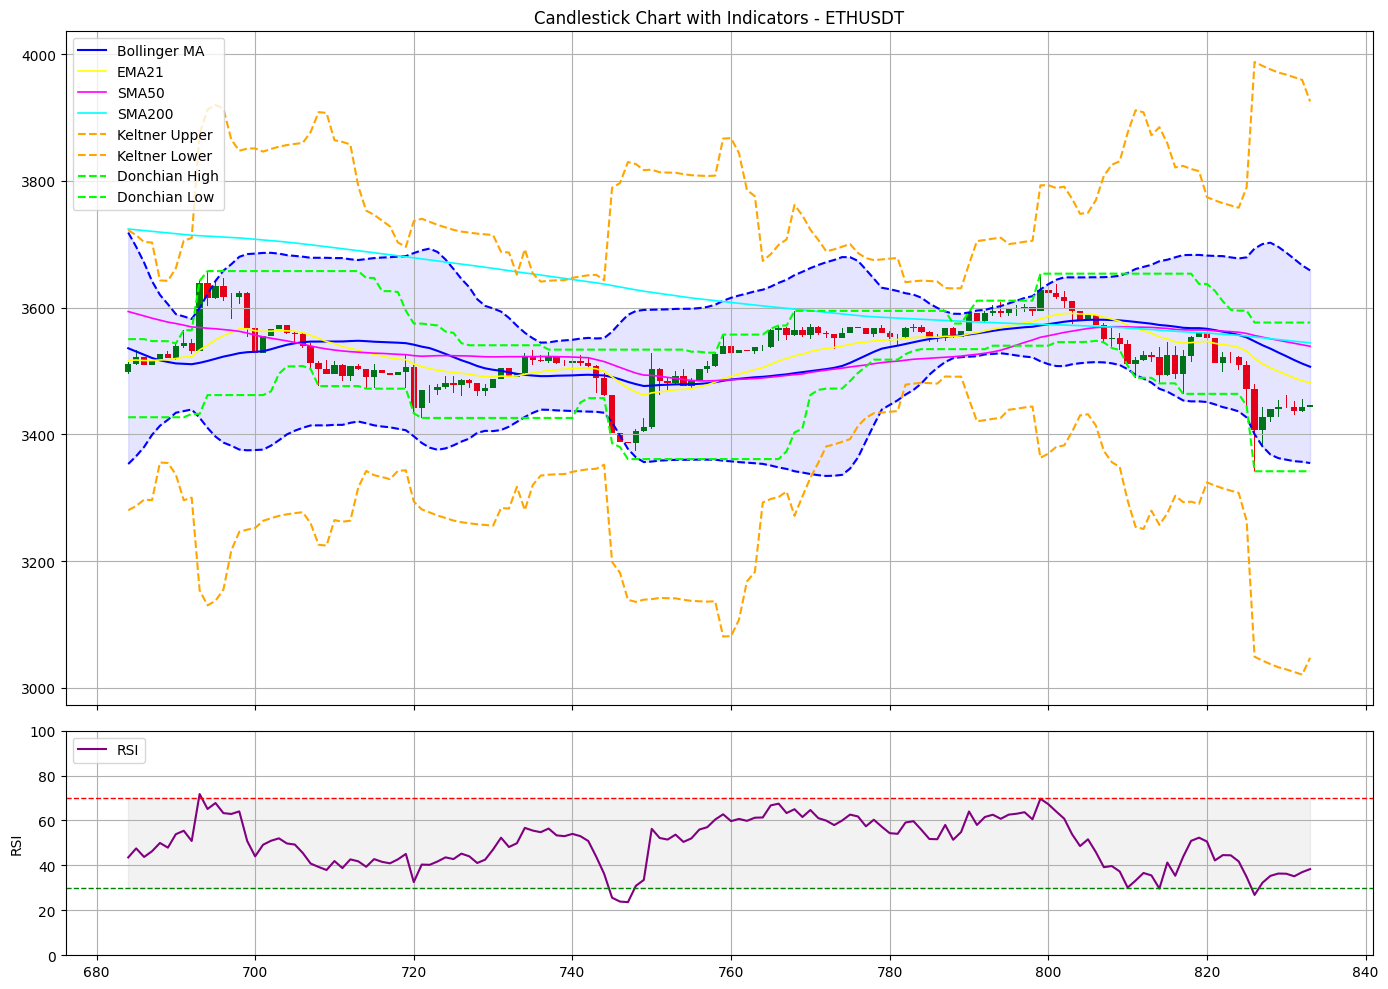 Candlestick Chart with Indicators - ETHUSDT
Bollinger MA
EMA21
SMA50
SMA200
Keltner Upper
Keltner Lower
Donchian High
Donchian Low
4000
3800
3600
3400
3200
3000
RSI
RSI
100
80
60
40
20
0
680
700
720
740
760
780
800
820
840